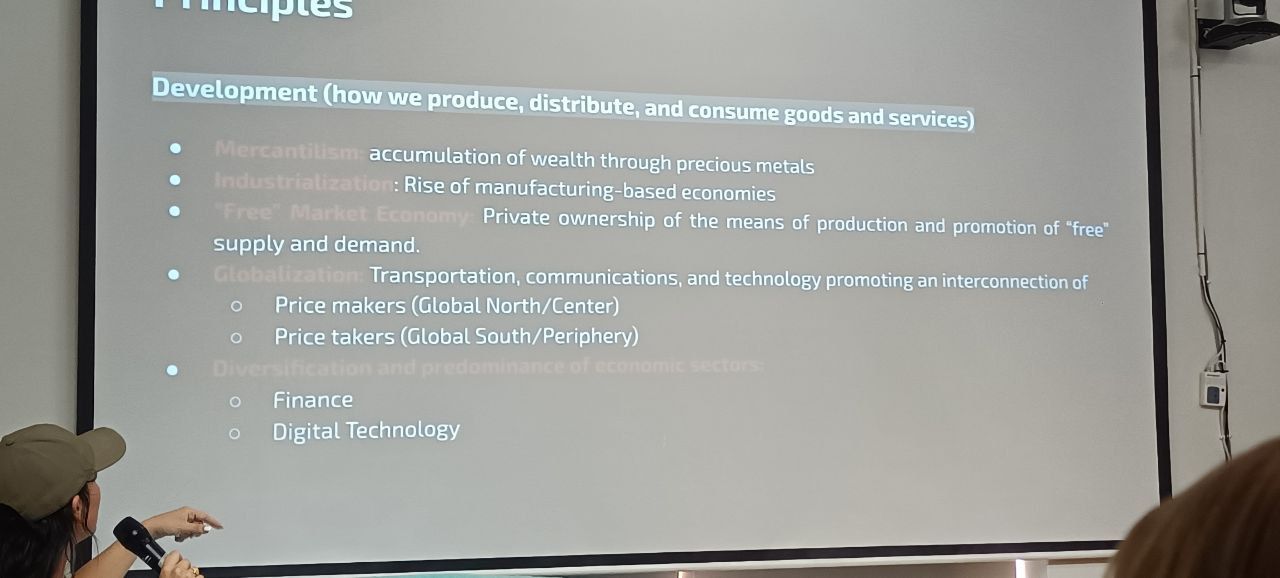 Principles
Development (how we produce, distribute, and consume goods and services)
Mercantilism: accumulation of wealth through precious metals
Industrialization: Rise of manufacturing-based economies
"Free" Market Economy: Private ownership of the means of production and promotion of "free"
supply and demand.
Globalization: Transportation, communications, and technology promoting an interconnection of
Price makers (Global North/Center)
Price takers (Global South/Periphery)
Diversification and predominance of economic sectors:
Finance
Digital Technology